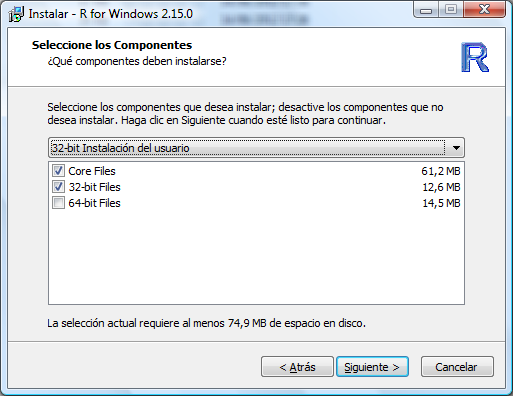 Instalar - R for Windows 2.15.0
Seleccione los Componentes
¿Qué componentes deben instalarse?
R
Seleccione los componentes que desea instalar; desactive los componentes que no
desea instalar. Haga clic en Siguiente cuando esté listo para continuar.
32-bit Instalación del usuario
Core Files 61,2 MB
32-bit Files 12,6 MB
64-bit Files 14,5 MB
La selección actual requiere al menos 74,9 MB de espacio en disco.
< Atrás Siguiente > Cancelar